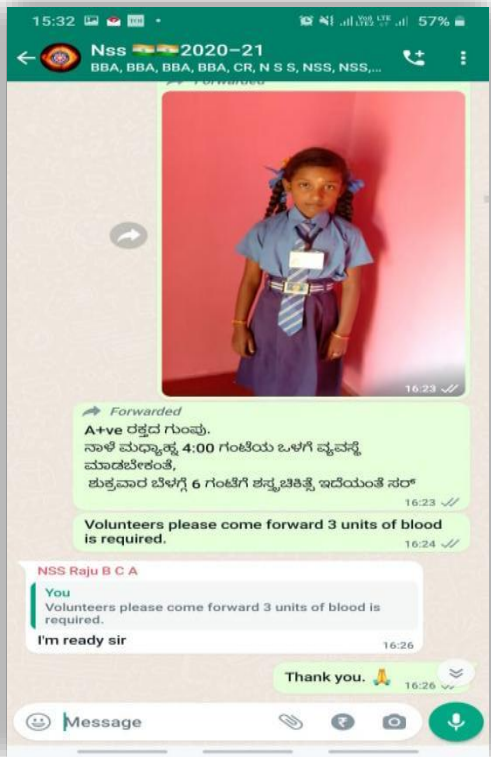 15:32 57%
Nss 2020-21
BBA, BBA, BBA, BBA, CR, N S S, NSS, NSS,...
Forwarded
16:23
Forwarded
A+ve ರಕ್ತದ ಗುಂಪು.
ನಾಳೆ ಮಧ್ಯಾಹ್ನ 4:00 ಗಂಟೆಯ ಒಳಗೆ ವ್ಯವಸ್ಥೆ
ಮಾಡಬೇಕಂತೆ,
ಶುಕ್ರವಾರ ಬೆಳಗ್ಗೆ 6 ಗಂಟೆಗೆ ಶಸ್ತ್ರಚಿಕಿತ್ಸೆ ಇದೆಯಂತೆ ಸರ್
16:23
Volunteers please come forward 3 units of blood
is required.
16:24
NSS Raju B C A
You
Volunteers please come forward 3 units of blood is
required.
I'm ready sir
16:26
Thank you. 🙏
16:26
Message